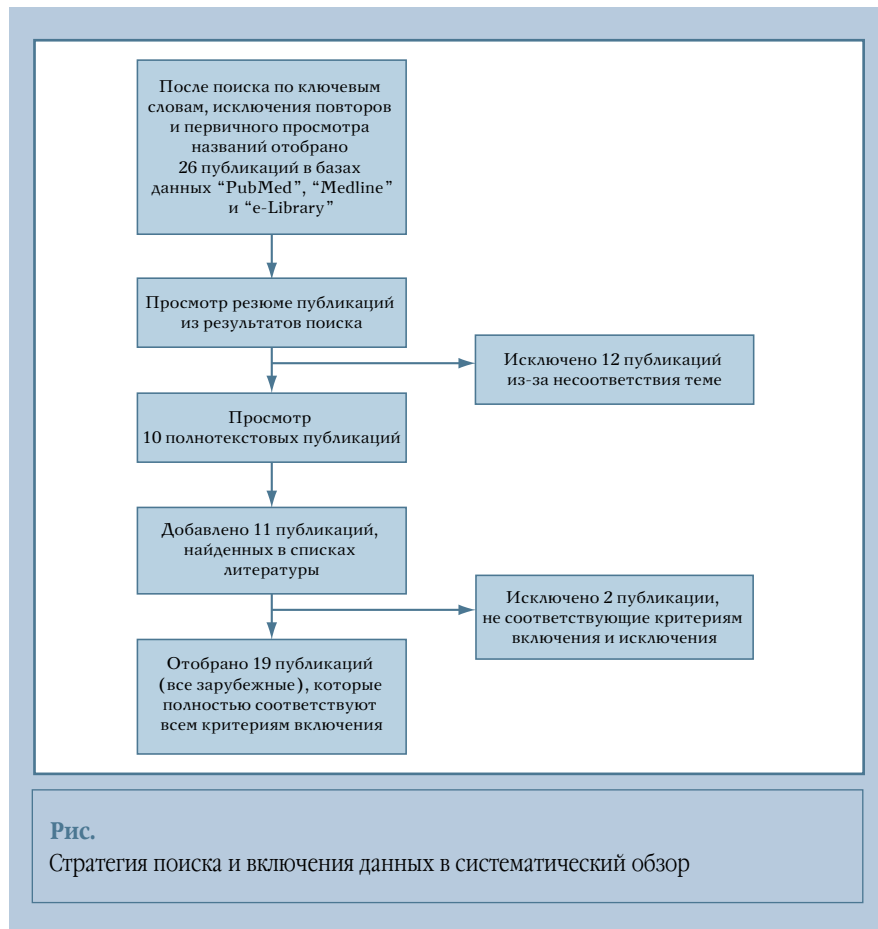 После поиска по ключевым
словам, исключения повторов
и первичного просмотра
названий отобрано
26 публикаций в базах
данных “PubMed”, “Medline”
и “e-Library”
Просмотр резюме публикаций
из результатов поиска
Исключено 12 публикаций
из-за несоответствия теме
Просмотр
10 полнотекстовых публикаций
Добавлено 11 публикаций,
найденных в списках
литературы
Исключено 2 публикации,
не соответствующие критериям
включения и исключения
Отобрано 19 публикаций
(все зарубежные), которые
полностью соответствуют
всем критериям включения
Рис.
Стратегия поиска и включения данных в систематический обзор